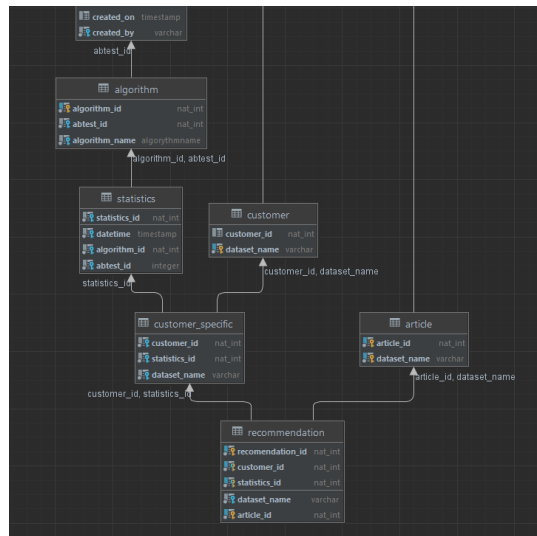 created_on timestamp
created_by varchar
abtest_id
algorithm
algorithm_id nat_int
abtest_id nat_int
algorithm_name algorythmname
algorithm_id, abtest_id
statistics
statistics_id nat_int
datetime timestamp
algorithm_id nat_int
abtest_id integer
statistics_id
customer
customer_id nat_int
dataset_name varchar
customer_id, dataset_name
customer_specific
customer_id nat_int
statistics_id nat_int
dataset_name varchar
customer_id, statistics_id
article
article_id nat_int
dataset_name varchar
article_id, dataset_name
recommendation
recomendation_id nat_int
customer_id nat_int
statistics_id nat_int
dataset_name varchar
article_id nat_int